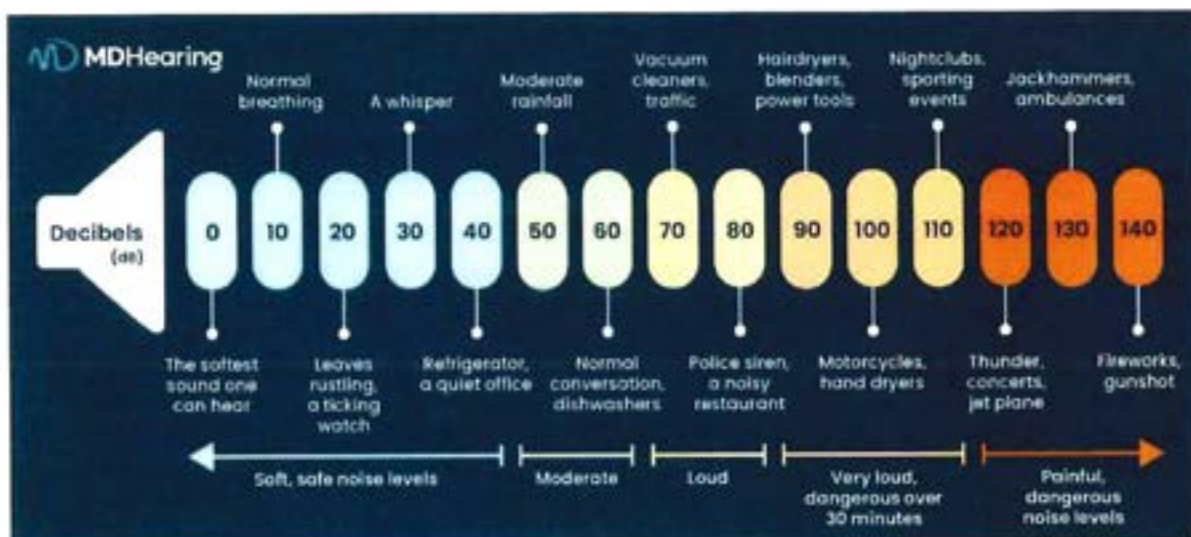 MDHearing
Normal
breathing
A whisper
Moderate
rainfall
Vacuum
cleaners,
traffic
Hairdryers,
blenders,
power tools
Nightclubs,
sporting
events
Jackhammers,
ambulances
Decibels
(dB)
0
10
20
30
40
50
60
70
80
90
100
110
120
130
140
The softest
sound one
can hear
Leaves
rustling,
a ticking
watch
Refrigerator,
a quiet office
Normal
conversation,
dishwashers
Police siren,
a noisy
restaurant
Motorcycles,
hand dryers
Thunder,
concerts,
jet plane
Fireworks,
gunshot
Soft, safe noise levels
Moderate
Loud
Very loud,
dangerous over
30 minutes
Painful,
dangerous
noise levels